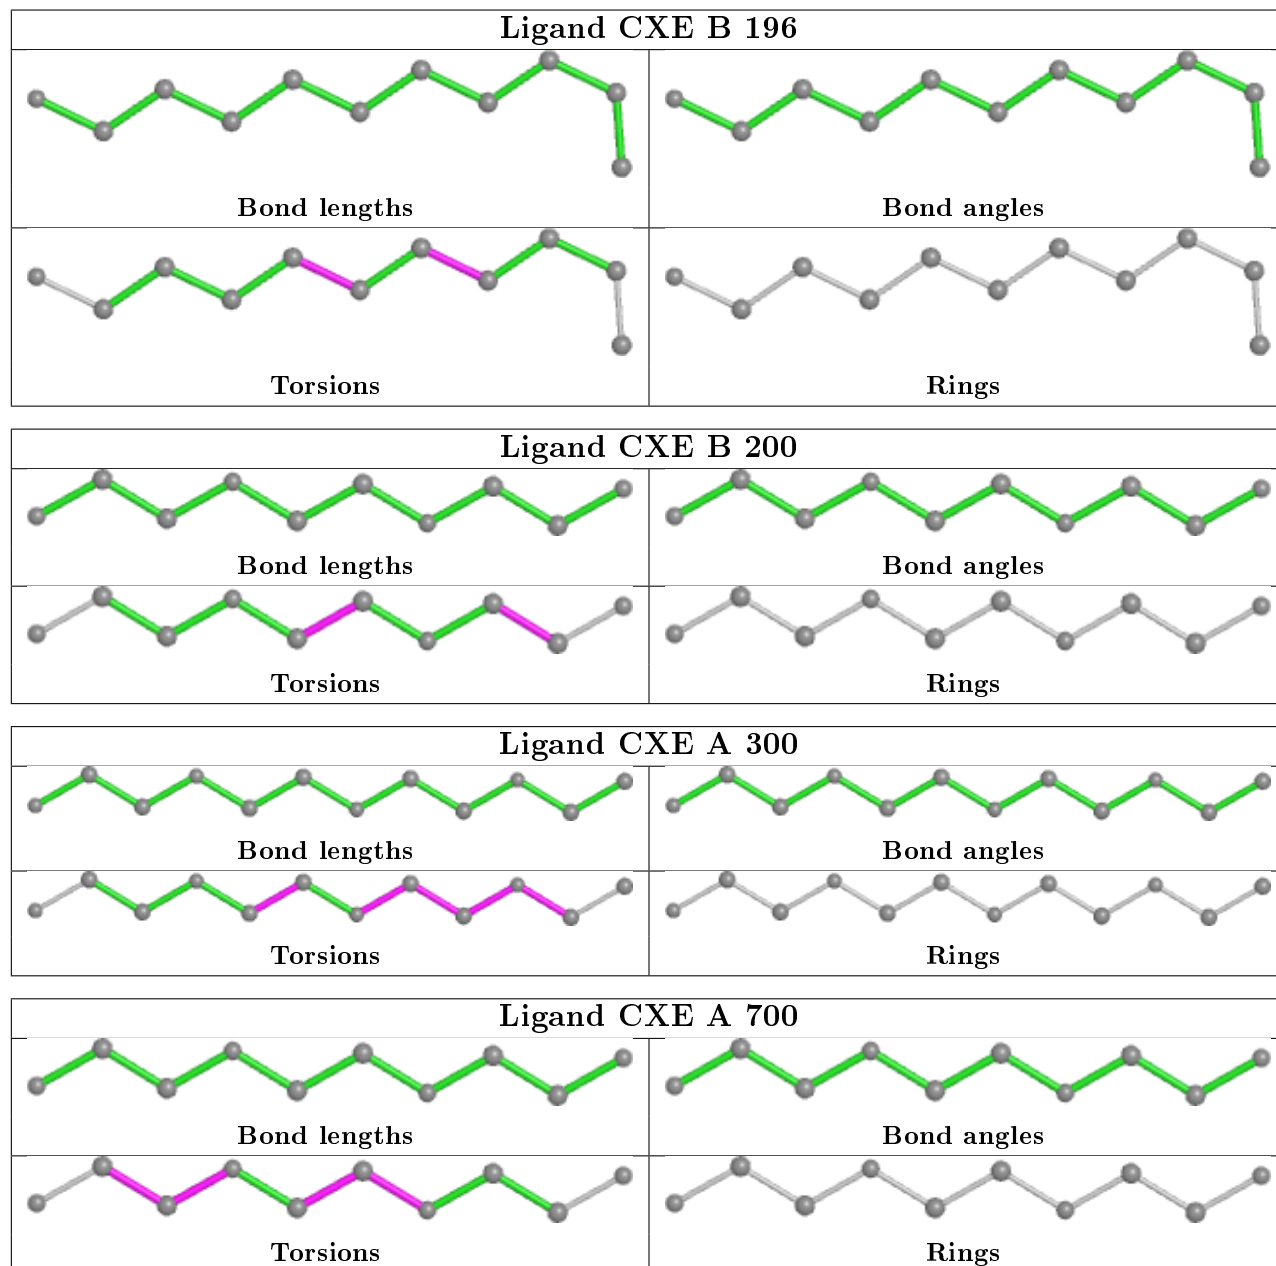 Ligand CXE B 196
Bond lengths
Bond angles
Torsions
Rings
Ligand CXE B 200
Bond lengths
Bond angles
Torsions
Rings
Ligand CXE A 300
Bond lengths
Bond angles
Torsions
Rings
Ligand CXE A 700
Bond lengths
Bond angles
Torsions
Rings